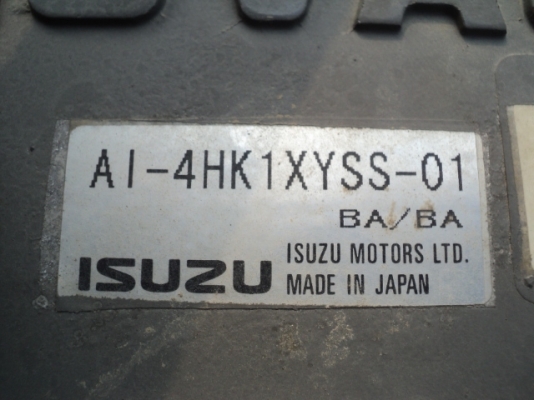 AI-4HK1XYSS-01
BA/BA
ISUZU
ISUZU MOTORS LTD.
MADE IN JAPAN